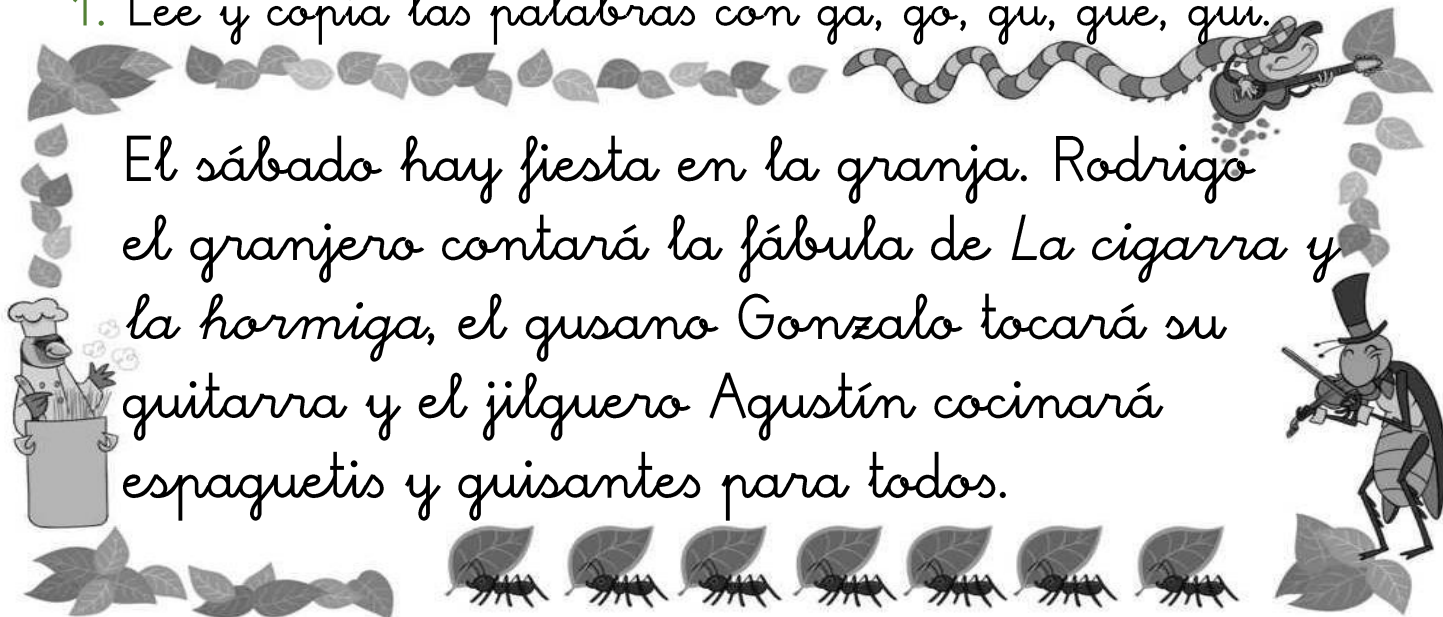 1. Lee y copia las palabras con ga, go, gu, gue, gui.
El sábado hay fiesta en la granja. Rodrigo
el granjero contará la fábula de La cigarra y
la hormiga, el gusano Gonzalo tocará su
guitarra y el jilguero Agustín cocinará
espaguetis y guisantes para todos.